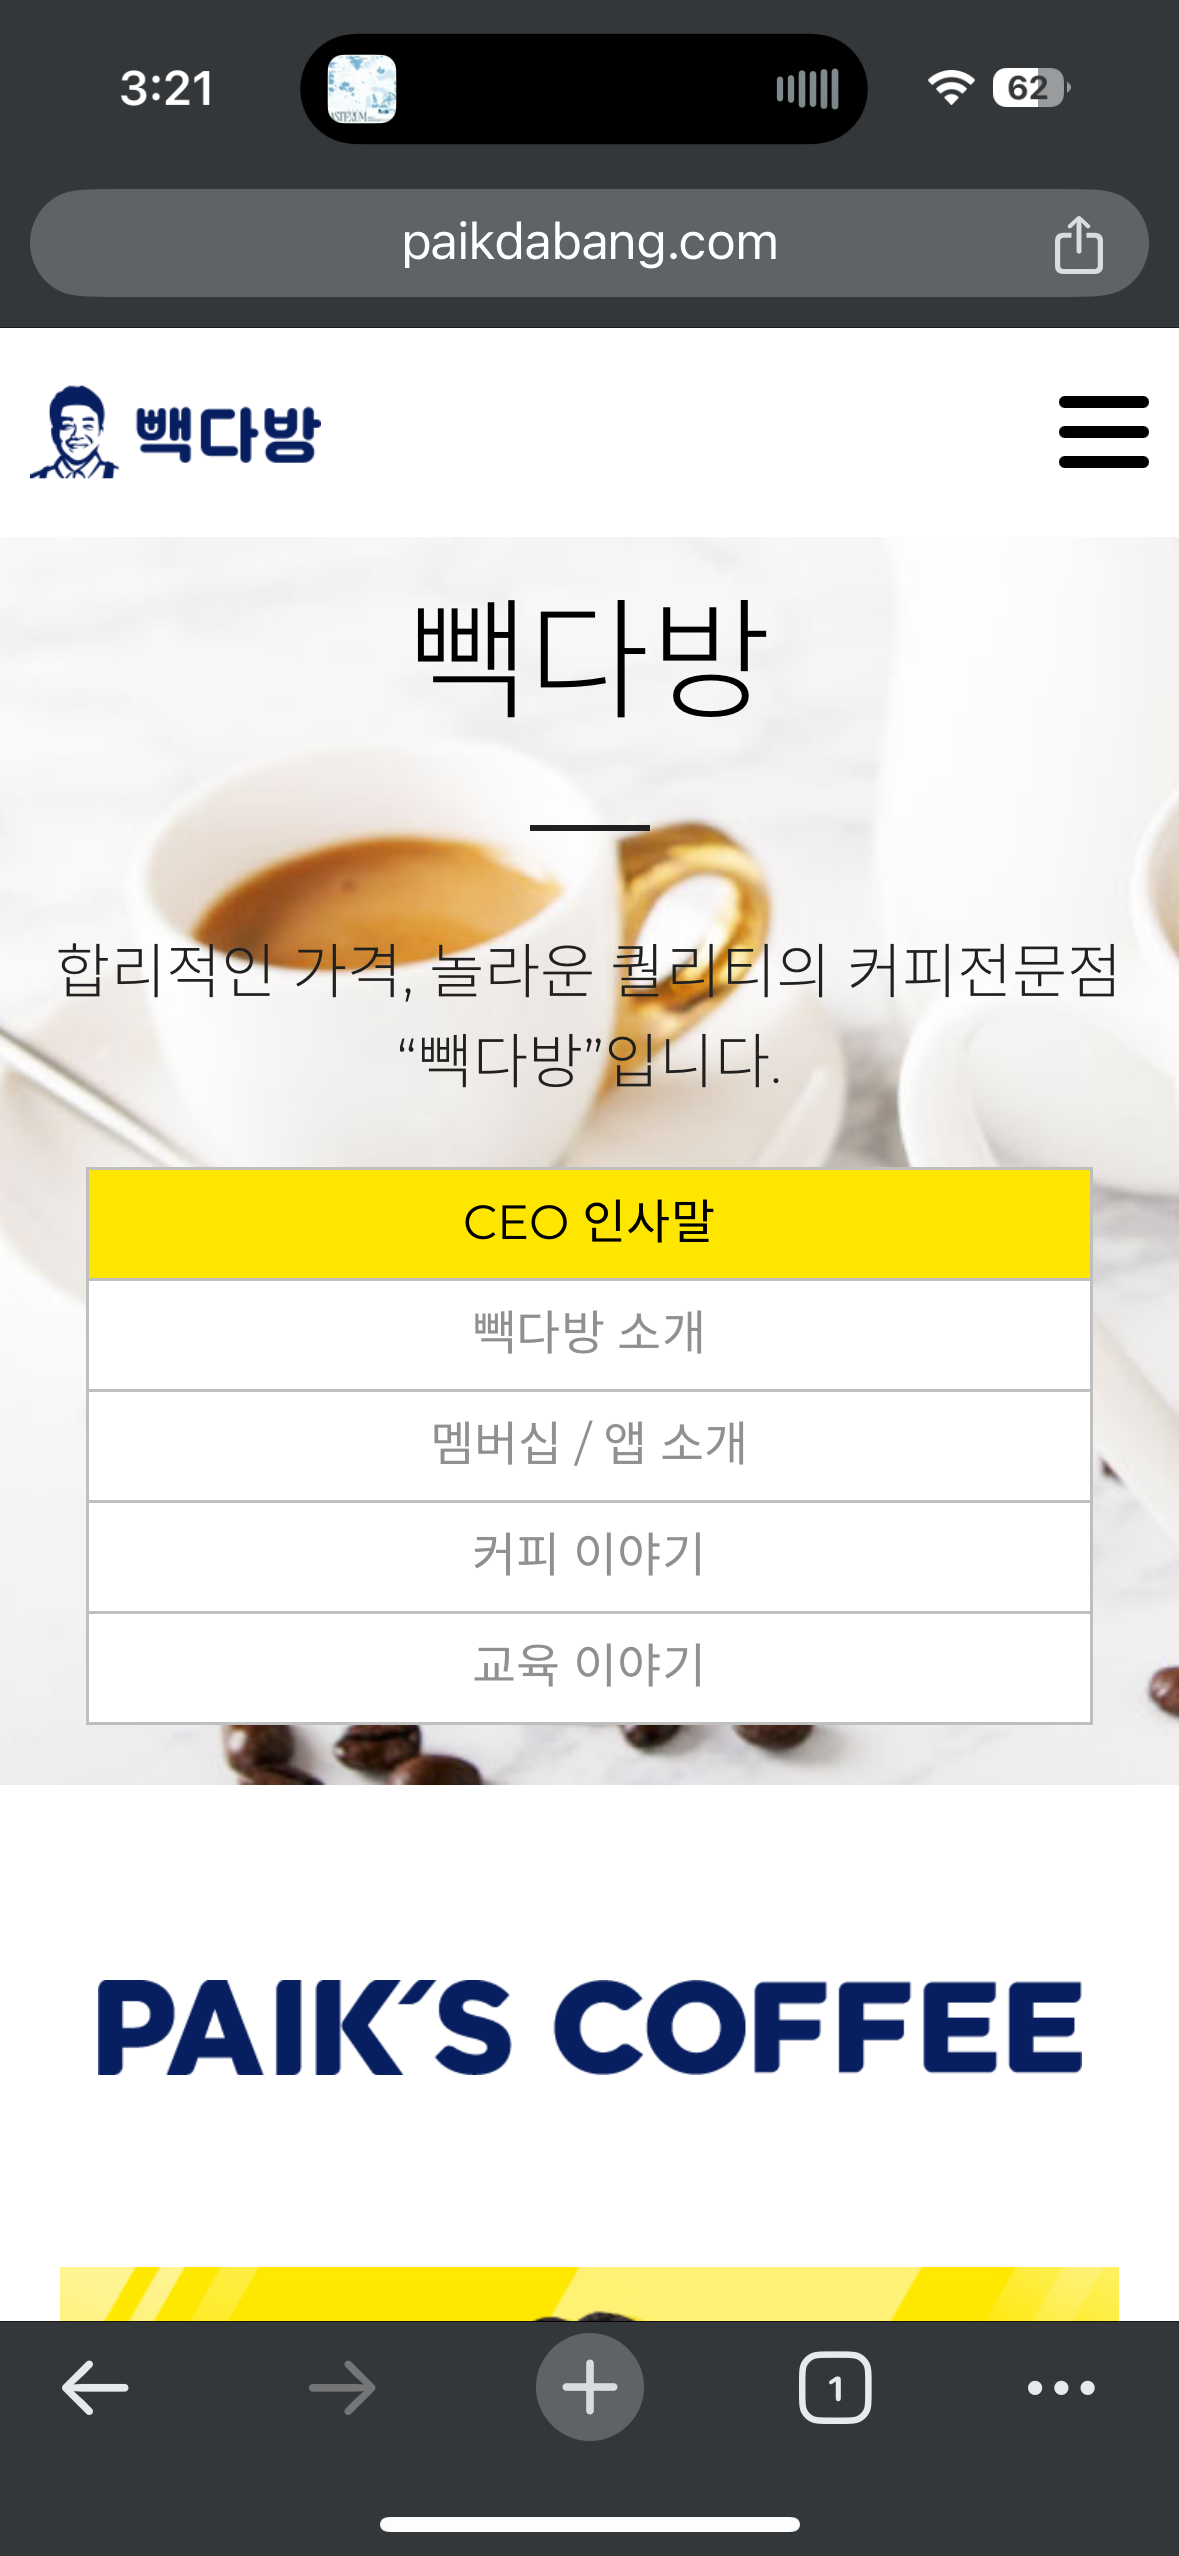 3:21
62
paikdabang.com
빽다방
빽다방
합리적인 가격, 놀라운 퀄리티의 커피전문점
“빽다방”입니다.
CEO 인사말
빽다방 소개
멤버십 / 앱 소개
커피 이야기
교육 이야기
PAIK'S COFFEE
1